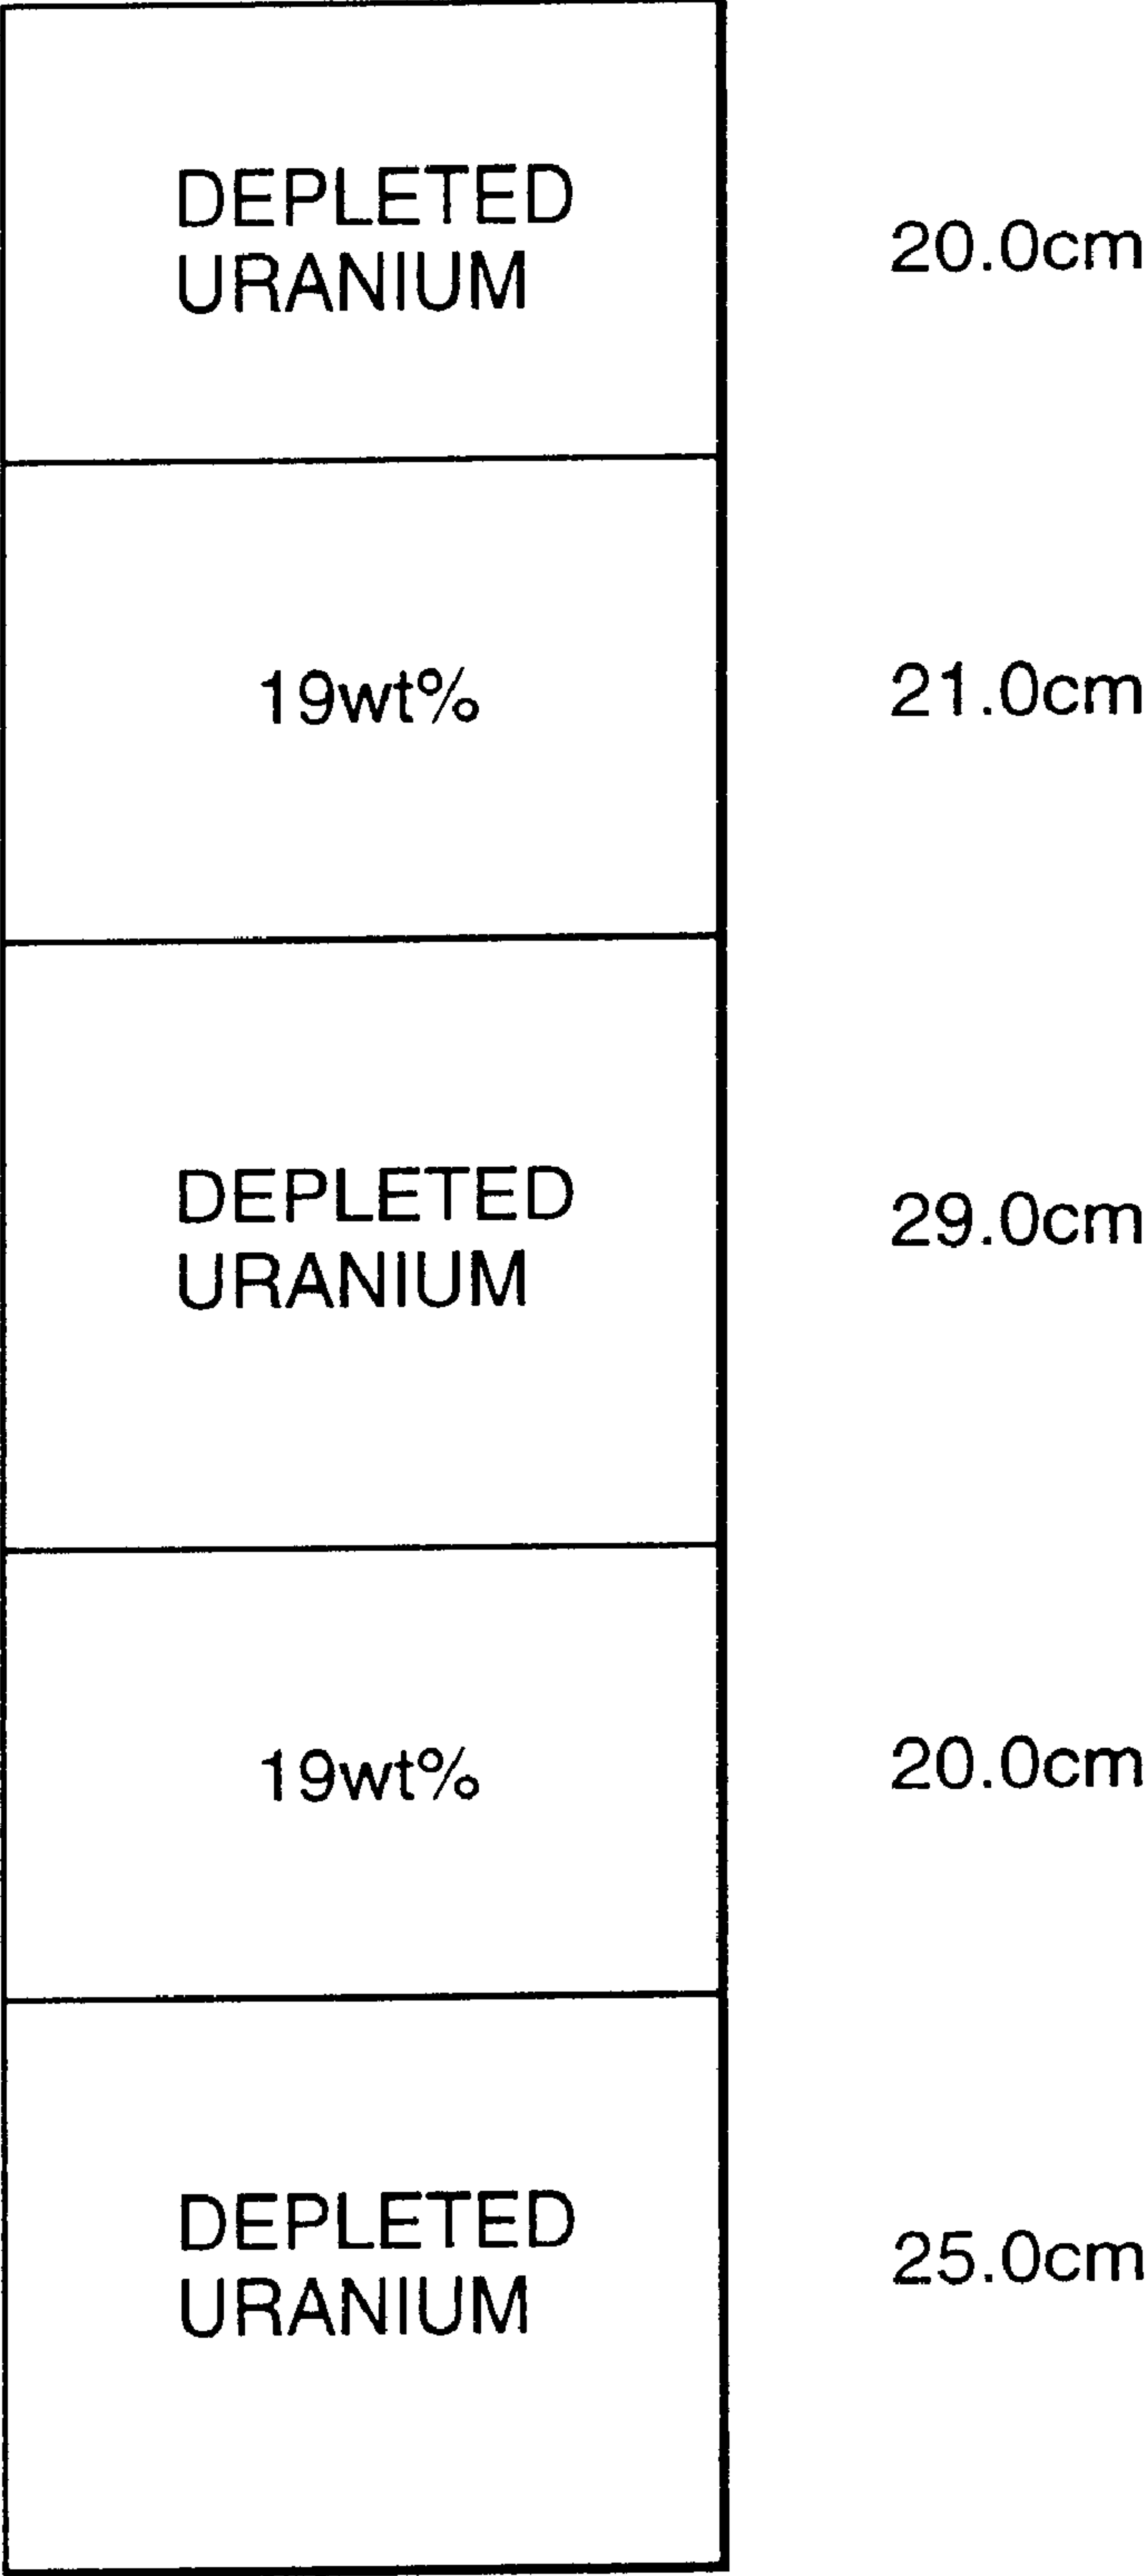 DEPLETED
URANIUM
20.0cm
19wt%
21.0cm
DEPLETED
URANIUM
29.0cm
19wt%
20.0cm
DEPLETED
URANIUM
25.0cm